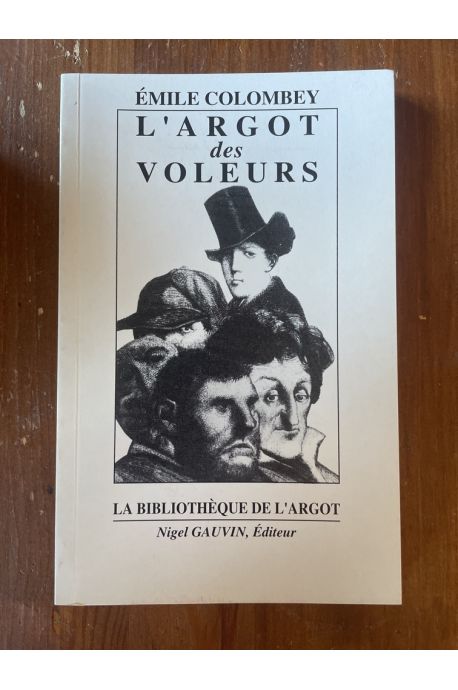 ÉMILE COLOMBEY
L'ARGOT
des
VOLEURS
LA BIBLIOTHÈQUE DE L'ARGOT
Nigel GAUVIN, Éditeur